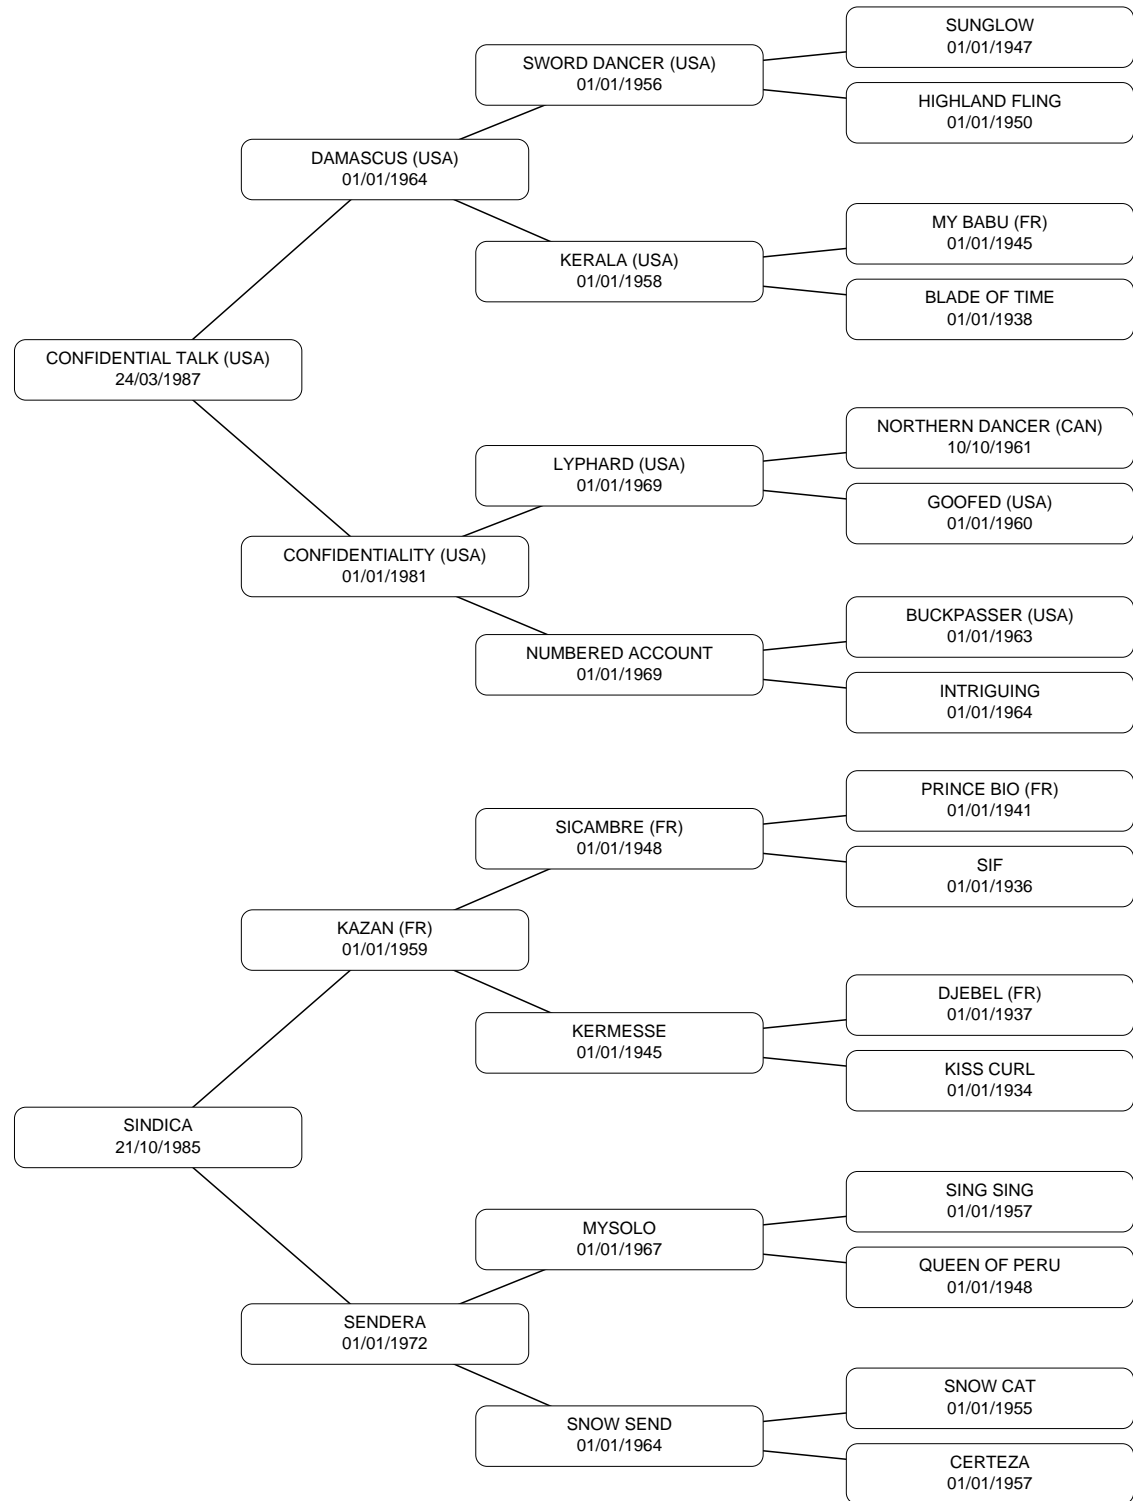 SUNGLOW
01/01/1947
SWORD DANCER (USA)
01/01/1956
HIGHLAND FLING
01/01/1950
DAMASCUS (USA)
01/01/1964
MY BABU (FR)
01/01/1945
KERALA (USA)
01/01/1958
BLADE OF TIME
01/01/1938
CONFIDENTIAL TALK (USA)
24/03/1987
NORTHERN DANCER (CAN)
10/10/1961
LYPHARD (USA)
01/01/1969
GOOFED (USA)
01/01/1960
CONFIDENTIALITY (USA)
01/01/1981
BUCKPASSER (USA)
01/01/1963
NUMBERED ACCOUNT
01/01/1969
INTRIGUING
01/01/1964
PRINCE BIO (FR)
01/01/1941
SICAMBRE (FR)
01/01/1948
SIF
01/01/1936
KAZAN (FR)
01/01/1959
DJEBEL (FR)
01/01/1937
KERMESSE
01/01/1945
KISS CURL
01/01/1934
SINDICA
21/10/1985
SING SING
01/01/1957
MYSOLO
01/01/1967
QUEEN OF PERU
01/01/1948
SENDERA
01/01/1972
SNOW CAT
01/01/1955
SNOW SEND
01/01/1964
CERTEZA
01/01/1957